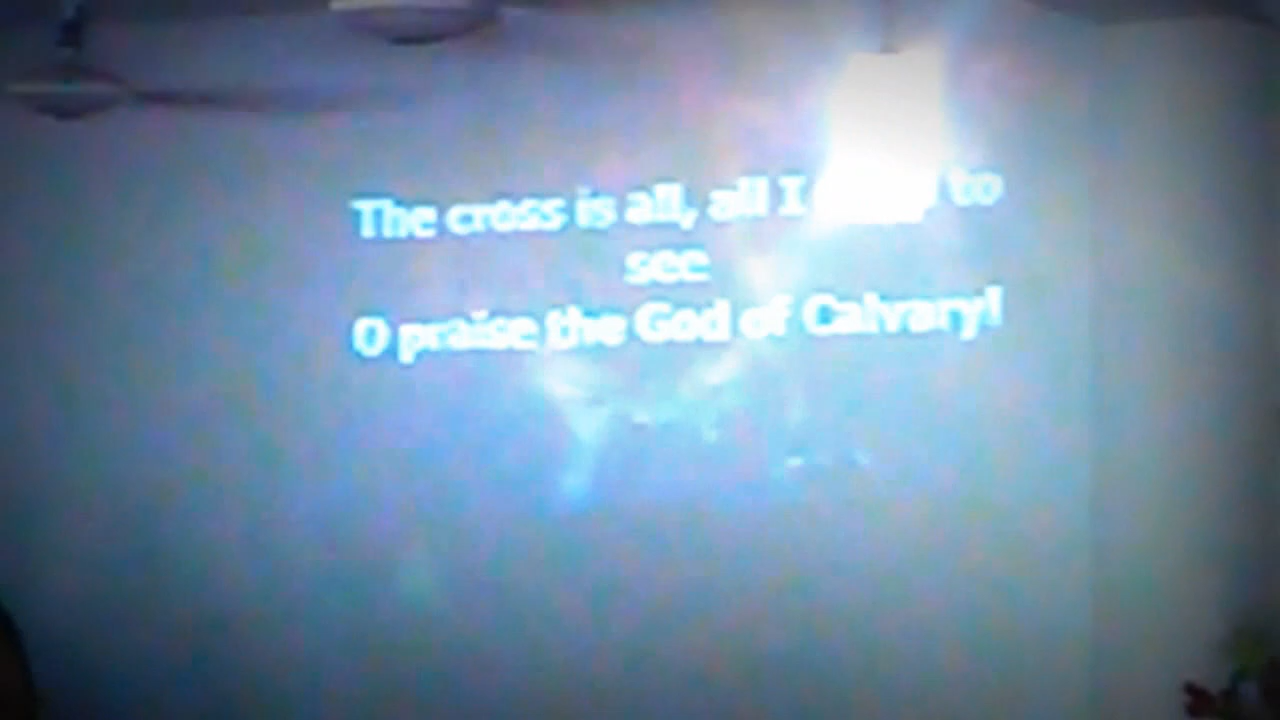 The cross is all, all I to
see
O praise the God of Calvary!